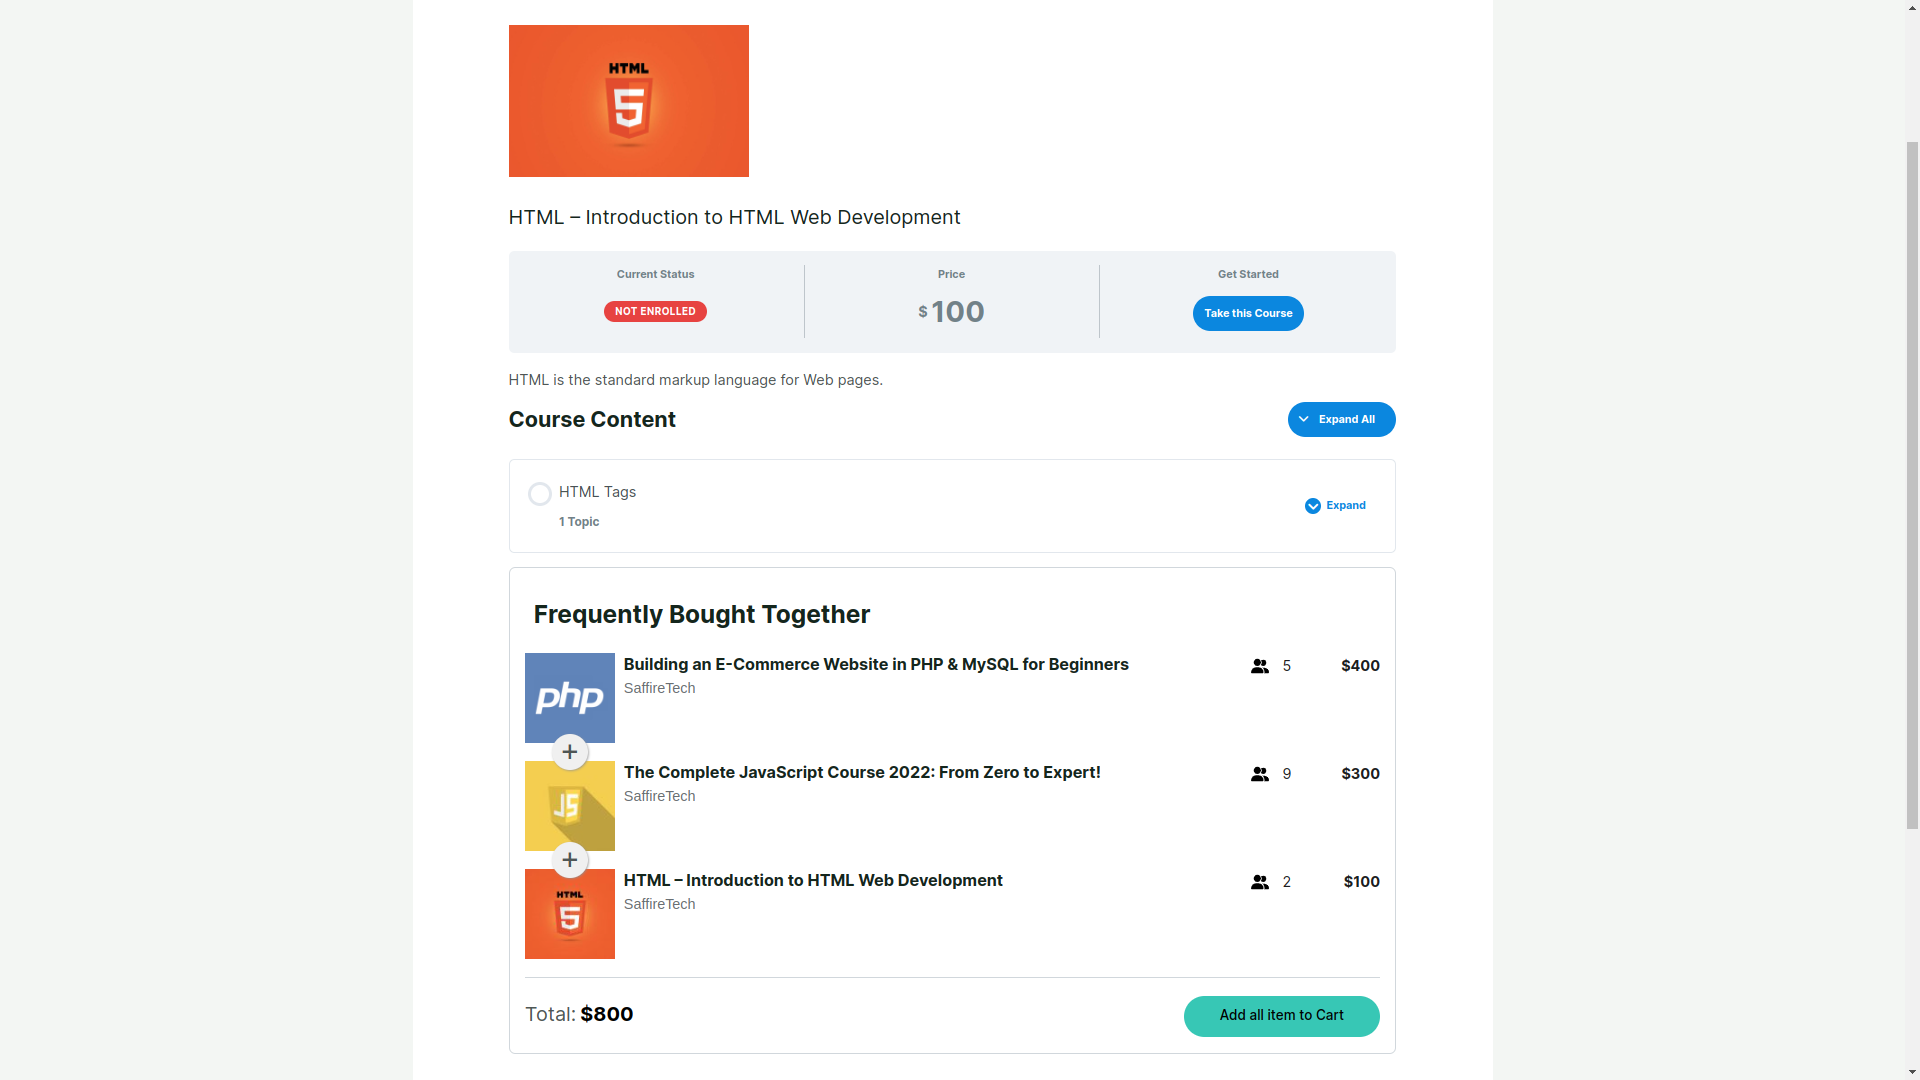 HTML
5
HTML – Introduction to HTML Web Development
Current Status
NOT ENROLLED
Price
$100
Get Started
Take this Course
HTML is the standard markup language for Web pages.
Course Content
Expand All
HTML Tags
1 Topic
Expand
Frequently Bought Together
php
Building an E-Commerce Website in PHP & MySQL for Beginners
5
$400
SaffireTech
+
JS
The Complete JavaScript Course 2022: From Zero to Expert!
9
$300
SaffireTech
+
HTML
5
HTML – Introduction to HTML Web Development
2
$100
SaffireTech
Total: $800
Add all item to Cart